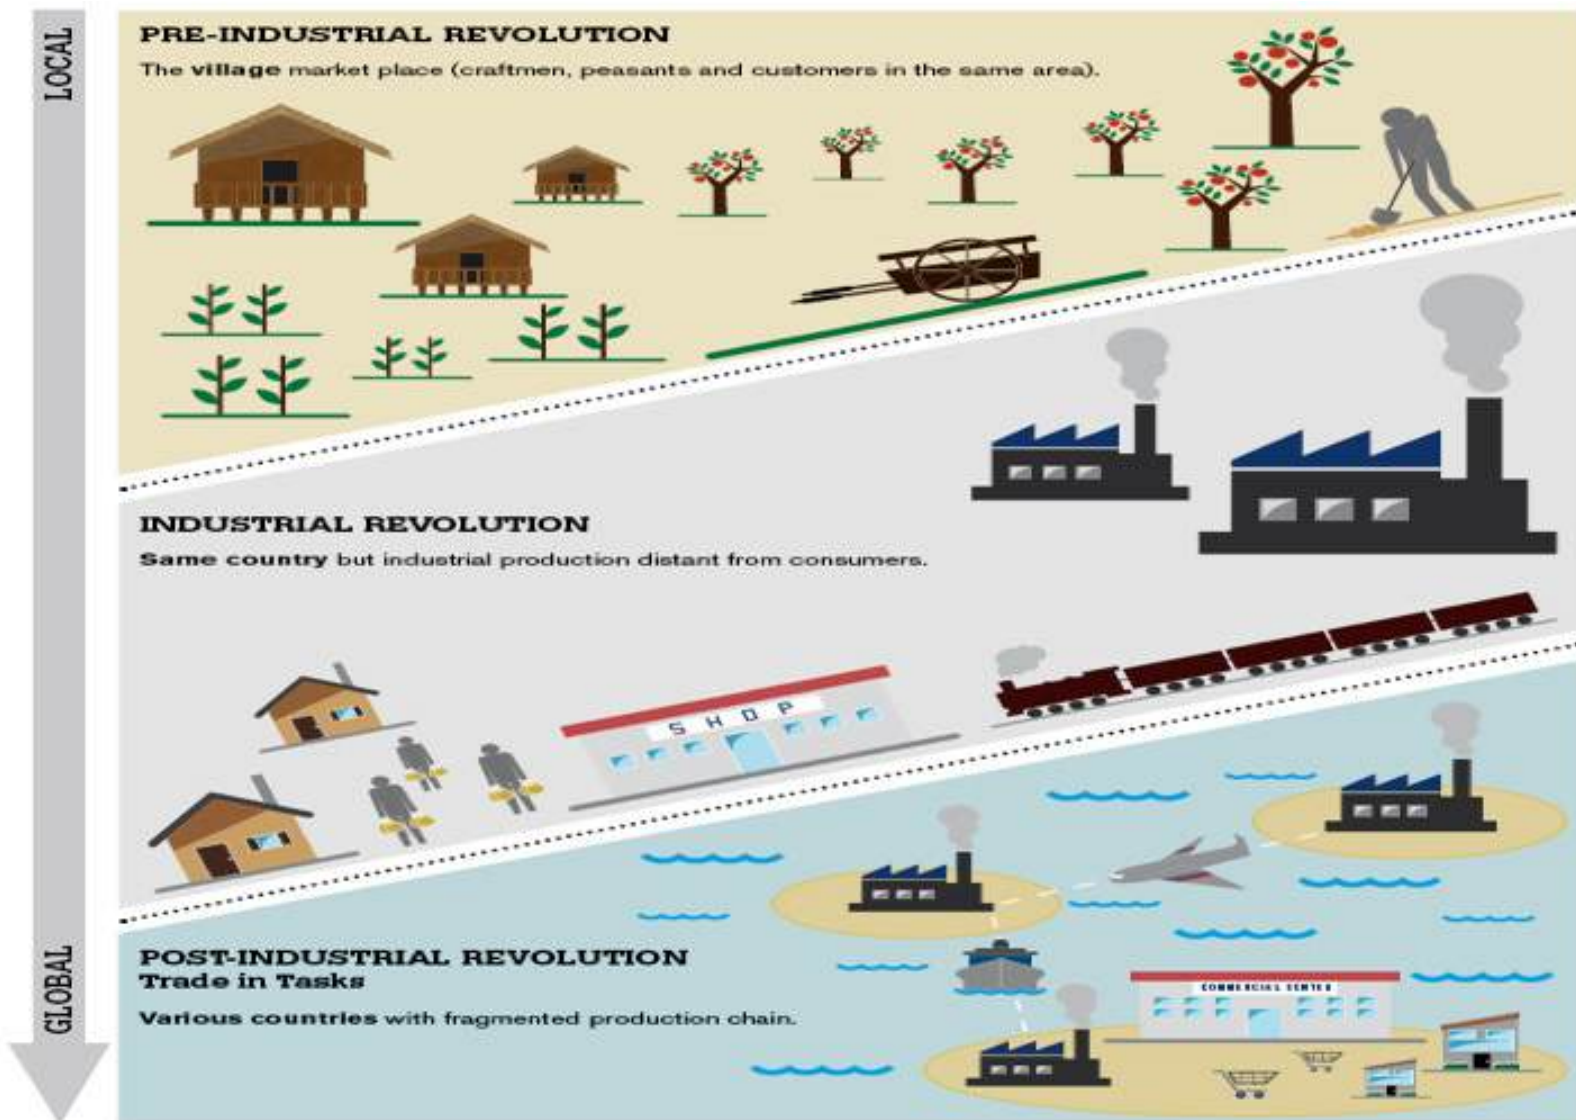 LOCAL
PRE-INDUSTRIAL REVOLUTION
The village market place (craftmen, peasants and customers in the same area).
INDUSTRIAL REVOLUTION
Same country but industrial production distant from consumers.
SHOP
GLOBAL
POST-INDUSTRIAL REVOLUTION
Trade in Tasks
Various countries with fragmented production chain.
COMMERCIAL CENTER